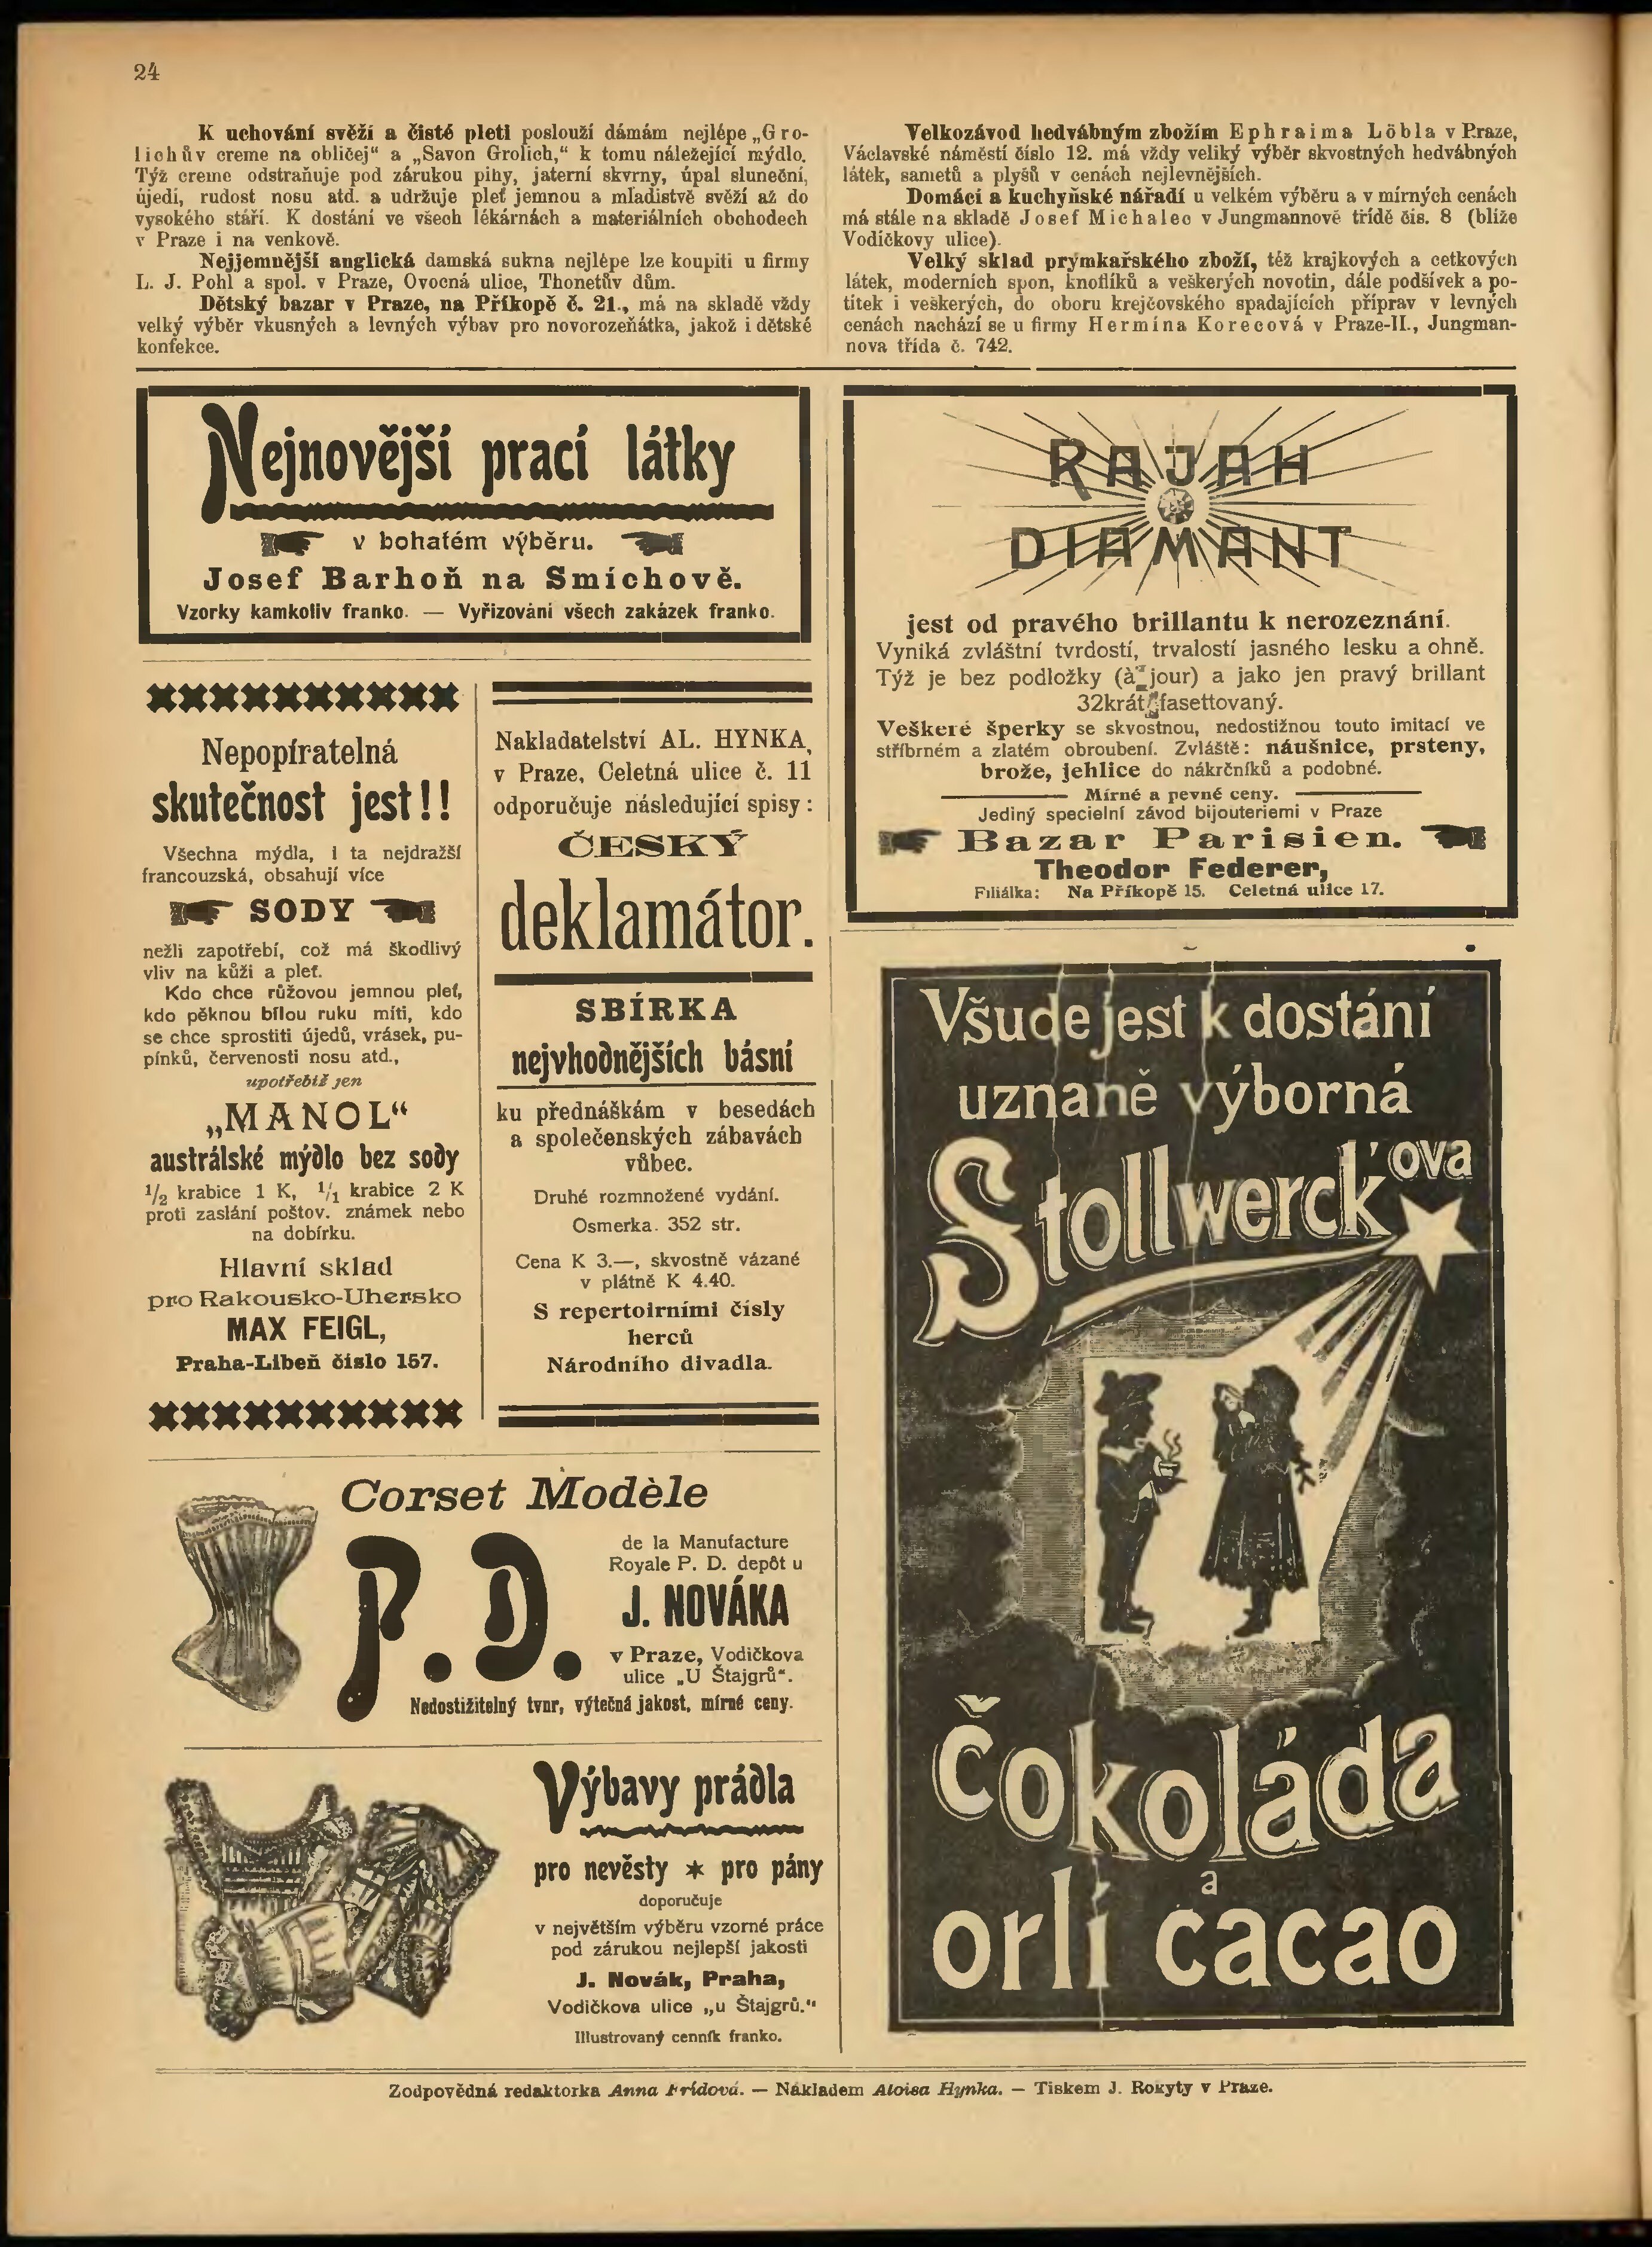 24
K uchování svěží a čisté pleti poslouží dámám nejlépe „Gro-
lichův creme na obličej“ a „Savon Grolich,“ k tomu náležející mýdlo.
Týž creme odstraňuje pod zárukou pihy, jaterní skvrny, úpal sluneční,
újedi, rudost nosu atd. a udržuje pleť jemnou a mladistvě svěží až do
vysokého stáří. K dostání ve všech lékárnách a materiálních obchodech
v Praze i na venkově.
Nejjemnější anglická damská sukna nejlépe lze koupiti u firmy
L. J. Pohl a spol. v Praze, Ovocná ulice, Thonetův dům.
Dětský bazar v Praze, na Příkopě č. 21., má na skladě vždy
velký výběr vkusných a levných výbav pro novorozeňátka, jakož i dětské
konfekce.
Velkozávod hedvábným zbožím Ephraima Löbla v Praze,
Václavské náměstí číslo 12. má vždy veliký výběr skvostných hedvábných
látek, sametů a plyšů v cenách nejlevnějších.
Domácí a kuchyňské nářadí u velkém výběru a v mírných cenách
má stále na skladě Josef Michalec v Jungmannově třídě čís. 8 (blíže
Vodičkovy ulice).
Velký sklad prýmkařského zboží, též krajkových a cetkových
látek, moderních spon, knoflíků a veškerých novotin, dále podšívek a po-
titek i veškerých, do oboru krejčovského spadajících příprav v levných
cenách nachází se u firmy Hermína Korecová v Praze-II., Jungman-
nova třída č. 742.
Nejnovější prací látky
v bohatém výběru.
Josef Barhoň na Smíchově.
Vzorky kamkoliv franko. — Vyřizování všech zakázek franko.
Nepopíratelná
skutečnost jest!!
Všechna mýdla, i ta nejdražší
francouzská, obsahují více
SODY
nežli zapotřebí, což má škodlivý
vliv na kůži a pleť.
Kdo chce růžovou jemnou pleť,
kdo pěknou bílou ruku míti, kdo
se chce sprostiti újedů, vrásek, pu-
pínků, červenosti nosu atd.,
upotřebiž jen
„MANOL“
austrálské mýdlo bez sody
1/2 krabice 1 K, 1/1 krabice 2 K
proti zaslání poštov. známek nebo
na dobírku.
Hlavní sklad
pro Rakousko-Uhersko
MAX FEIGL,
Praha-Libeň číslo 157.
Nakladatelství AL. HYNKA,
v Praze, Celetná ulice č. 11
odporučuje následující spisy:
ČESKÝ
deklamátor.
SBÍRKA
nejvhodnějších básní
ku přednáškám v besedách
a společenských zábavách
vůbec.
Druhé rozmnožené vydání.
Osmerka. 352 str.
Cena K 3.—, skvostně vázané
v plátně K 4.40.
S repertoirními čísly
herců
Národního divadla.
Corset Modèle
P. D.
de la Manufacture
Royale P. D. depôt u
J. NOVÁKA
v Praze, Vodičkova
ulice „U Štajgrů“.
Nedostižitelný tvar, výtečná jakost, mírné ceny.
Výbavy prádla
pro nevěsty * pro pány
doporučuje
v největším výběru vzorné práce
pod zárukou nejlepší jakosti
J. Novák, Praha,
Vodičkova ulice „u Štajgrů.“
Illustrovaný cenník franko.
RAJAH
DIAMANT
jest od pravého brillantu k nerozeznání.
Vyniká zvláštní tvrdostí, trvalostí jasného lesku a ohně.
Týž je bez podložky (à jour) a jako jen pravý brillant
32krát fasettovaný.
Veškeré šperky se skvostnou, nedostižnou touto imitací ve
stříbrném a zlatém obroubení. Zvláště: náušnice, prsteny,
brože, jehlice do nákrčníků a podobné.
Mírné a pevné ceny.
Jediný specielní závod bijouteriemi v Praze
Bazar Parisien.
Theodor Federer,
Filiálka: Na Příkopě 15. Celetná ulice 17.
Všude jest k dostání
uznaně výborná
Stollwerck'ova
Čokoláda
a
orlí cacao
Zodpovědná redaktorka Anna Frídová. — Nákladem Aloisa Hynka. — Tiskem J. Rokyty v Praze.